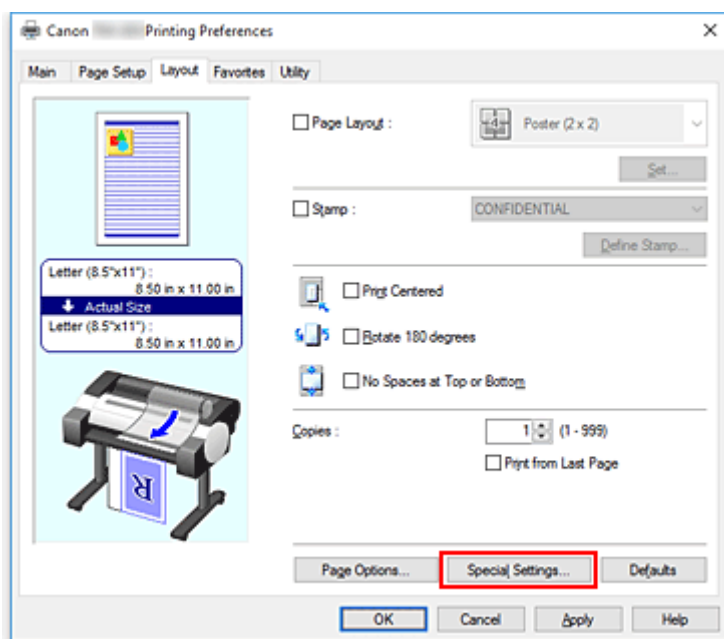 Canon Printing Preferences
Main Page Setup Layout Favorites Utility
Page Layout : 4 Poster (2 x 2)
Set...
Stamp : CONFIDENTIAL
Define Stamp...
Letter (8.5"x11") :
8.50 in x 11.00 in
Actual Size
Letter (8.5"x11") :
8.50 in x 11.00 in
Print Centered
Rotate 180 degrees
No Spaces at Top or Bottom
Copies : 1 (1 - 999)
Print from Last Page
R
Page Options... Special Settings... Defaults
OK Cancel Apply Help